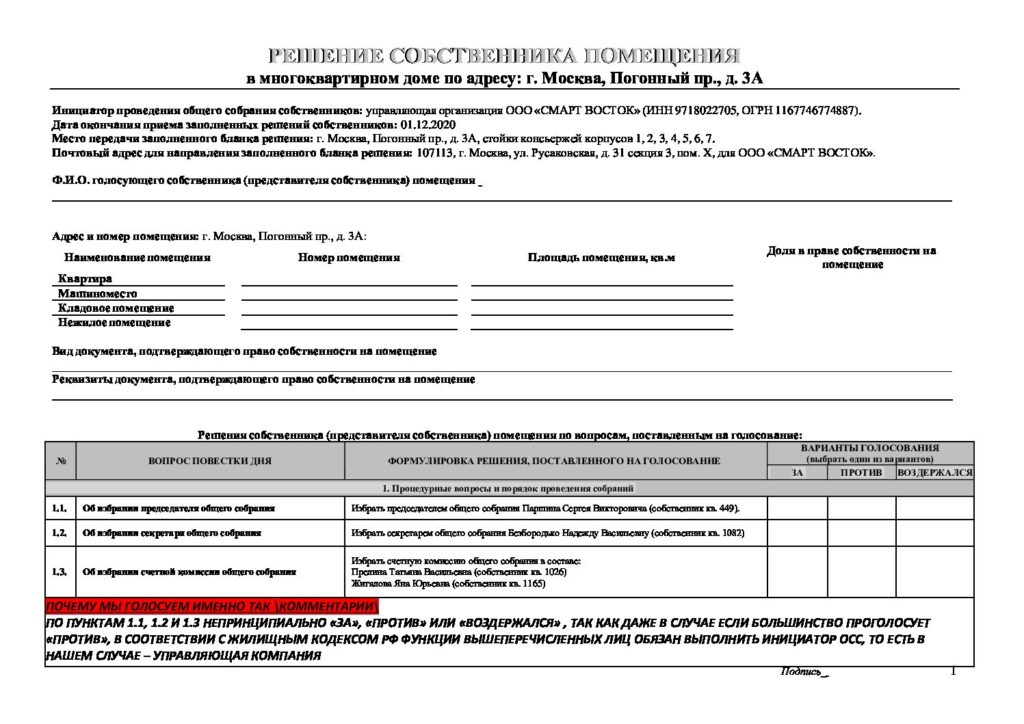 РЕШЕНИЕ СОБСТВЕННИКА ПОМЕЩЕНИЯ
в многоквартирном доме по адресу: г. Москва, Погонный пр., д. 3А
Инициатор проведения общего собрания собственников: управляющая организация ООО «СМАРТ ВОСТОК» (ИНН 9718022705, ОГРН 1167746774887).
Дата окончания приема заполненных решений собственников: 01.12.2020
Место передачи заполненного бланка решения: г. Москва, Погонный пр., д. 3А, стойки консьержей корпусов 1, 2, 3, 4, 5, 6, 7.
Почтовый адрес для направления заполненного бланка решения: 107113, г. Москва, ул. Русаковская, д. 31 секция 3, пом. X, для ООО «СМАРТ ВОСТОК».
Ф.И.О. голосующего собственника (представителя собственника) помещения _
Адрес и номер помещения: г. Москва, Погонный пр., д. 3А:
Наименование помещения Номер помещения Площадь помещения, кв.м Доля в праве собственности на
помещение
Квартира
Машиноместо
Кладовое помещение
Нежилое помещение
Вид документа, подтверждающего право собственности на помещение
Реквизиты документа, подтверждающего право собственности на помещение
Решения собственника (представителя собственника) помещения по вопросам, поставленным на голосование:
№ ВОПРОС ПОВЕСТКИ ДНЯ ФОРМУЛИРОВКА РЕШЕНИЯ, ПОСТАВЛЕННОГО НА ГОЛОСОВАНИЕ ВАРИАНТЫ ГОЛОСОВАНИЯ
(выбрать один из вариантов)
ЗА ПРОТИВ ВОЗДЕРЖАЛСЯ
1. Процедурные вопросы и порядок проведения собраний
1.1. Об избрании председателя общего собрания Избрать председателем общего собрания Паршина Сергея Викторовича (собственник кв. 449).
1.2. Об избрании секретаря общего собрания Избрать секретарем общего собрания Безбородько Надежду Васильевну (собственник кв. 1082)
1.3. Об избрании счетной комиссии общего собрания Избрать счетную комиссию общего собрания в составе:
Прелина Татьяна Васильевна (собственник кв. 1026)
Жигалова Яна Юрьевна (собственник кв. 1165)
ПОЧЕМУ МЫ ГОЛОСУЕМ ИМЕННО ТАК \КОММЕНТАРИИ\
ПО ПУНКТАМ 1.1, 1.2 И 1.3 НЕПРИНЦИПИАЛЬНО «ЗА», «ПРОТИВ» ИЛИ «ВОЗДЕРЖАЛСЯ» , ТАК КАК ДАЖЕ В СЛУЧАЕ ЕСЛИ БОЛЬШИНСТВО ПРОГОЛОСУЕТ
«ПРОТИВ», В СООТВЕТСТВИИ С ЖИЛИЩНЫМ КОДЕКСОМ РФ ФУНКЦИИ ВЫШЕПЕРЕЧИСЛЕННЫХ ЛИЦ ОБЯЗАН ВЫПОЛНИТЬ ИНИЦИАТОР ОСС, ТО ЕСТЬ В
НАШЕМ СЛУЧАЕ – УПРАВЛЯЮЩАЯ КОМПАНИЯ
Подпись_ 1